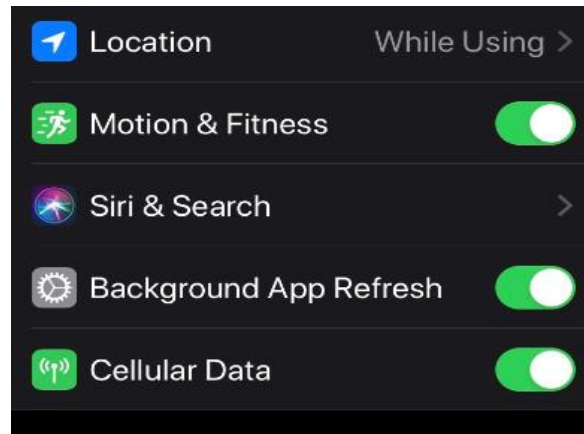 Location While Using >
Motion & Fitness
Siri & Search >
Background App Refresh
Cellular Data